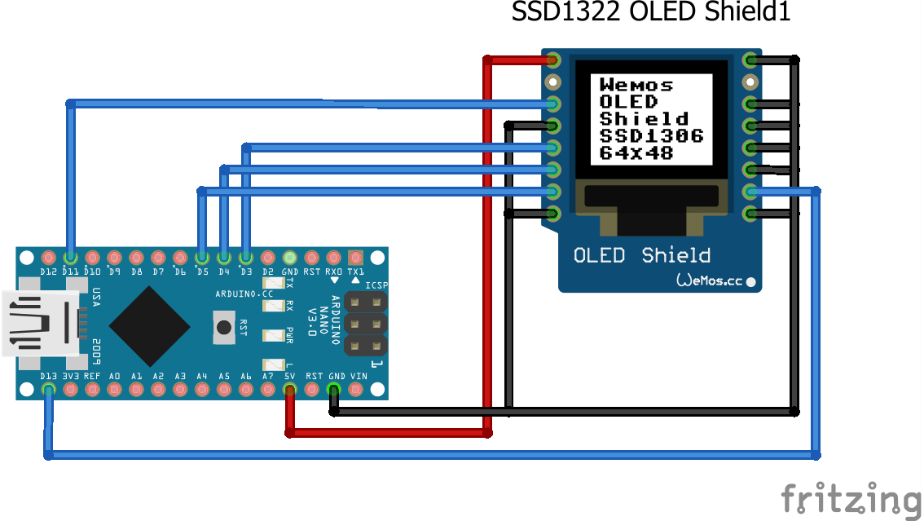 SSD1322 OLED Shield1
Wemos
OLED
Shield
SSD1306
64x48
OLED Shield
WeMos.cc
D12 D11 D10 D9 D8 D7 D6 D5 D4 D3 D2 GND RST RX0 TX1
TX
RX
PWR
L
ICSP
1
ARDUINO.CC
ARDUINO
NANO
V3.0
RST
USA
2009
D13 3V3 REF A0 A1 A2 A3 A4 A5 A6 A7 5V RST GND VIN
fritzing